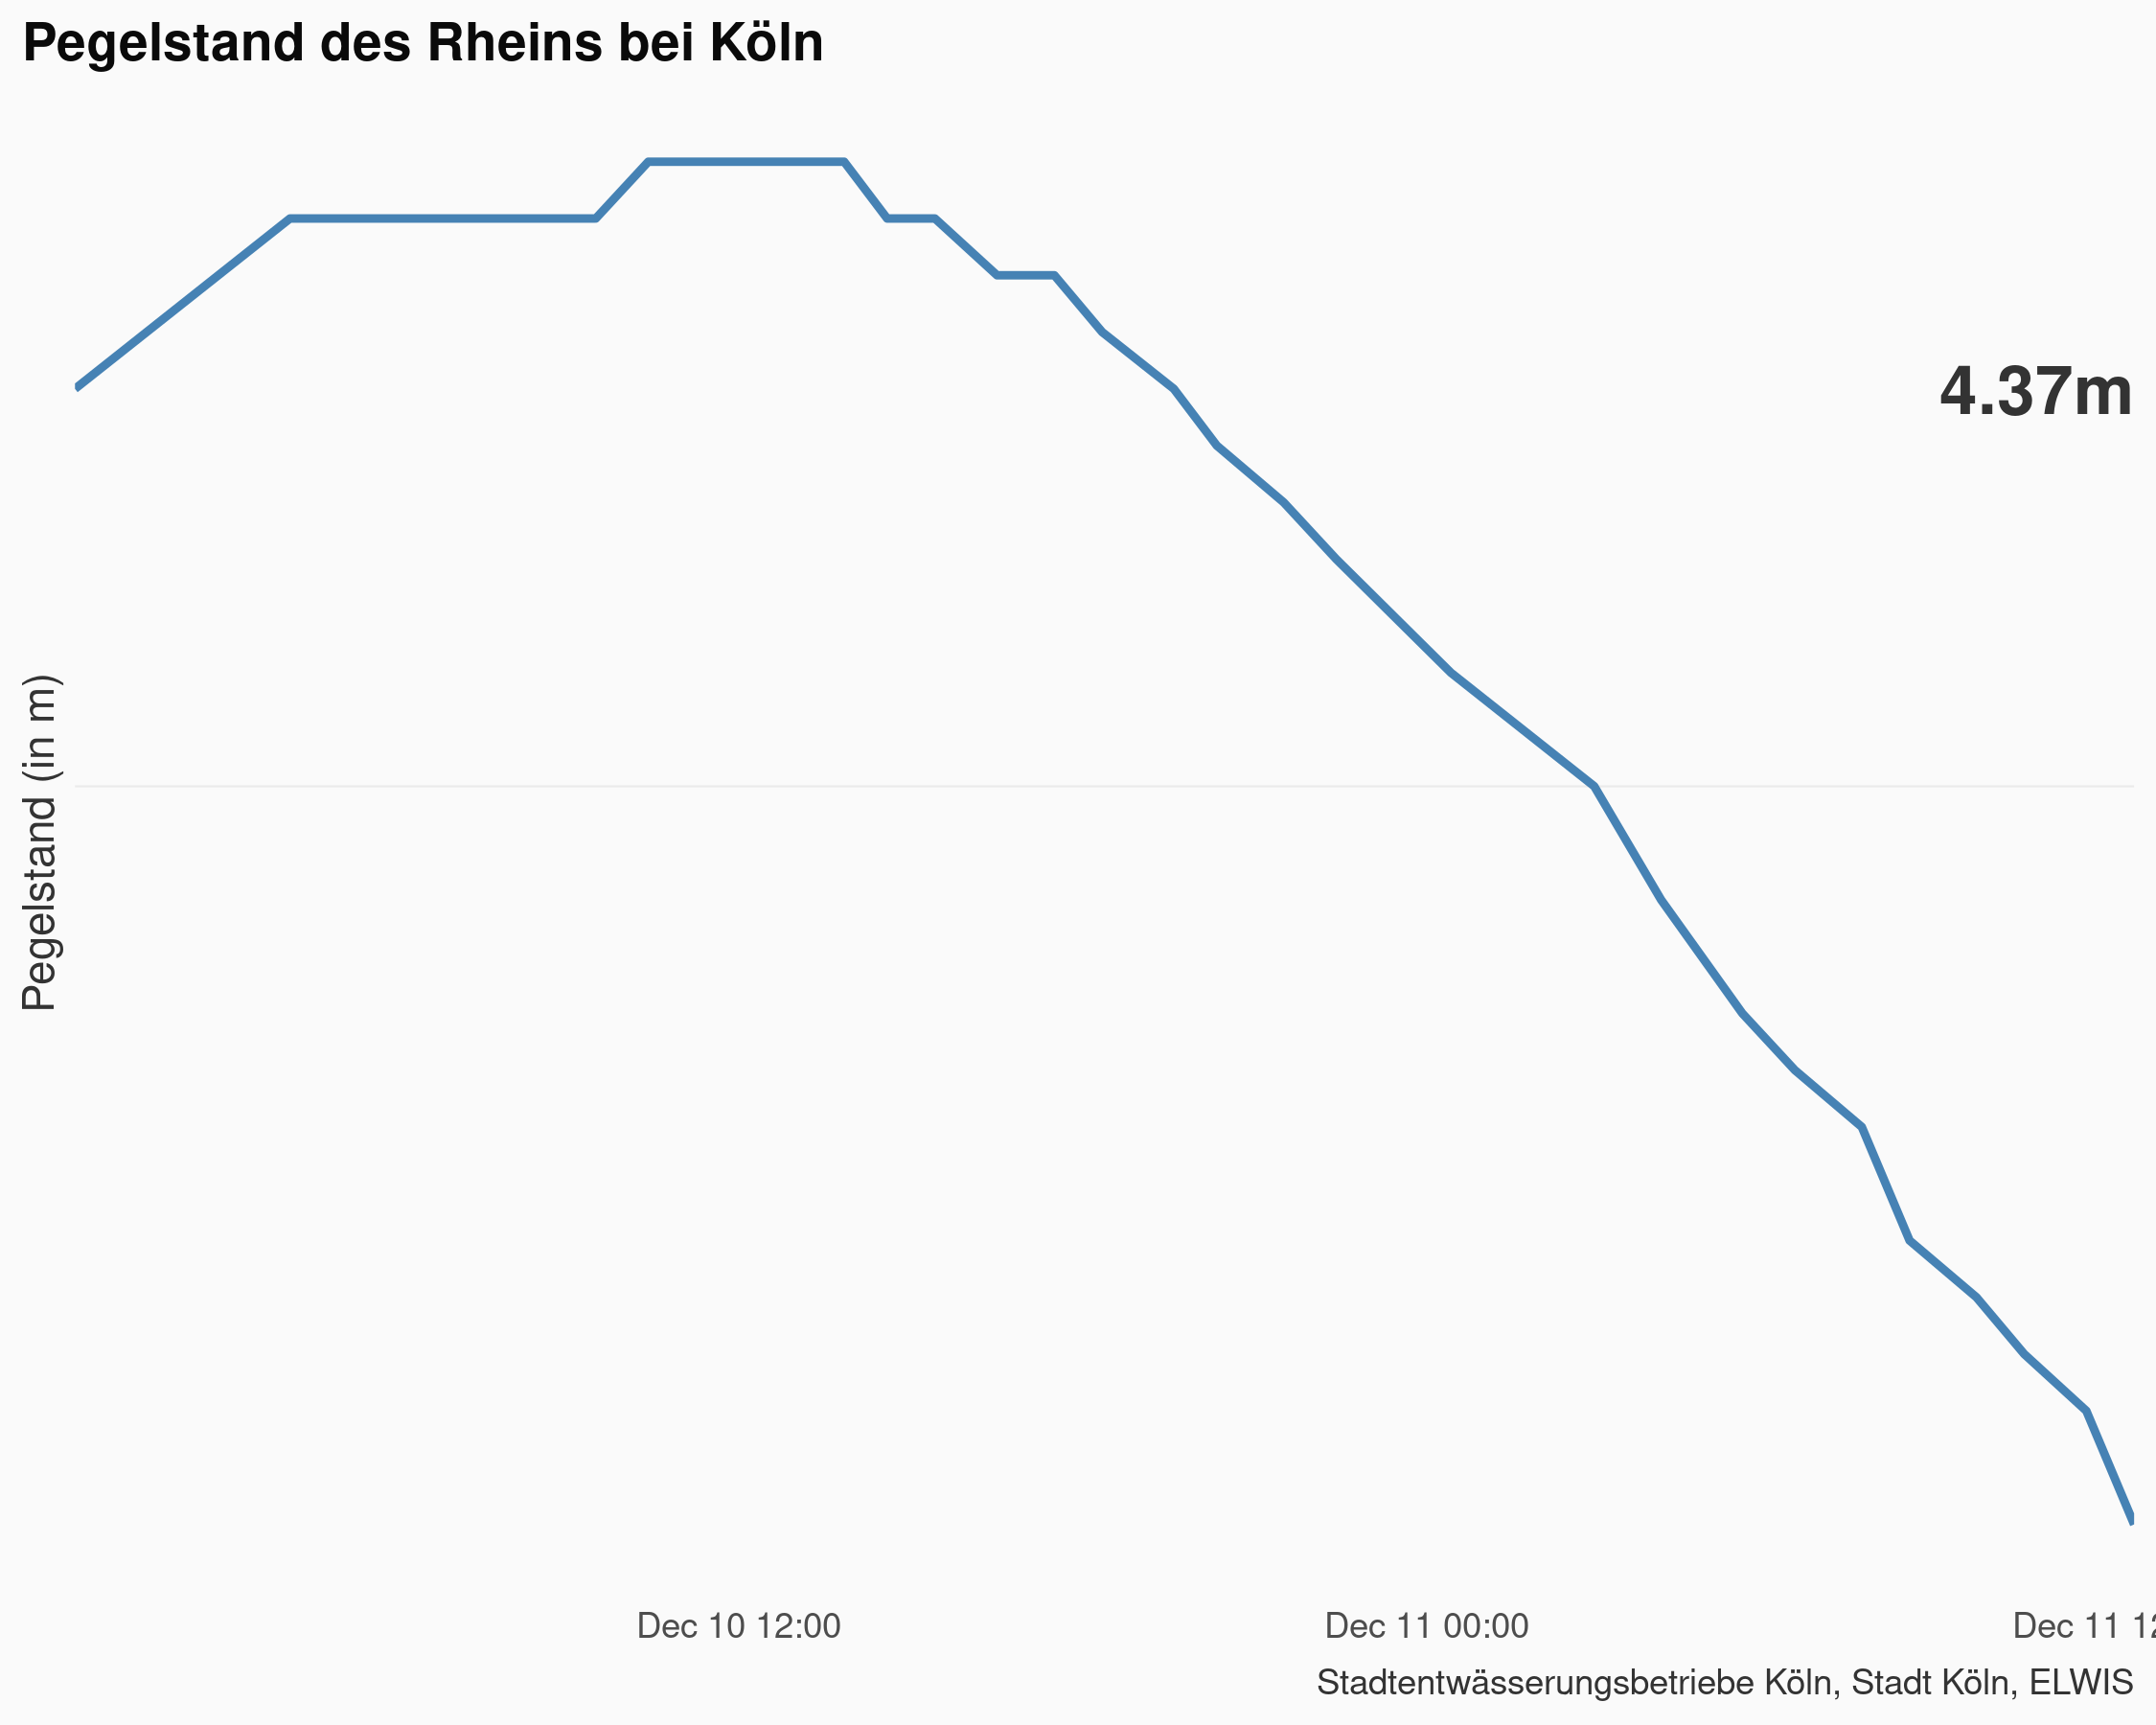 Pegelstand des Rheins bei Köln
4.37m
Pegelstand (in m)
Dec 10 12:00
Dec 11 00:00
Dec 11 12
Stadtentwässerungsbetriebe Köln, Stadt Köln, ELWIS